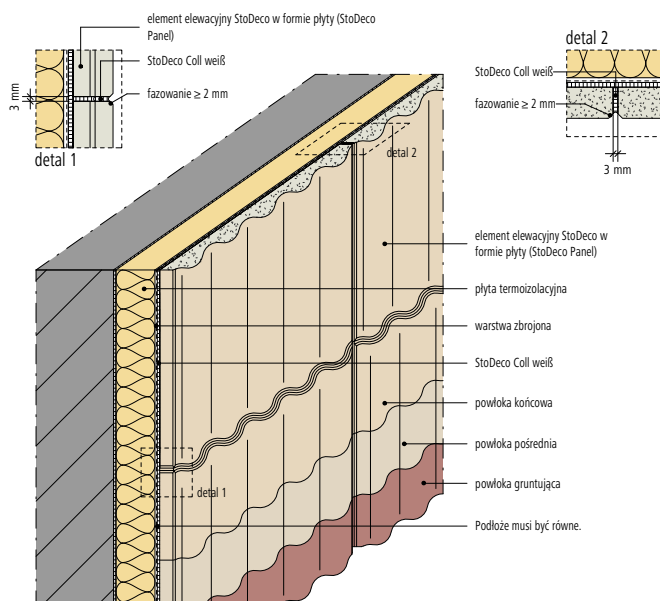 element elewacyjny StoDeco w formie płyty (StoDeco
Panel)
StoDeco Coll weiß
fazowanie ≥ 2 mm
3 mm
detal 1
detal 2
StoDeco Coll weiß
fazowanie ≥ 2 mm
3 mm
detal 2
element elewacyjny StoDeco w
formie płyty (StoDeco Panel)
płyta termoizolacyjna
warstwa zbrojona
StoDeco Coll weiß
powłoka końcowa
powłoka pośrednia
powłoka gruntująca
detal 1
Podłoże musi być równe.